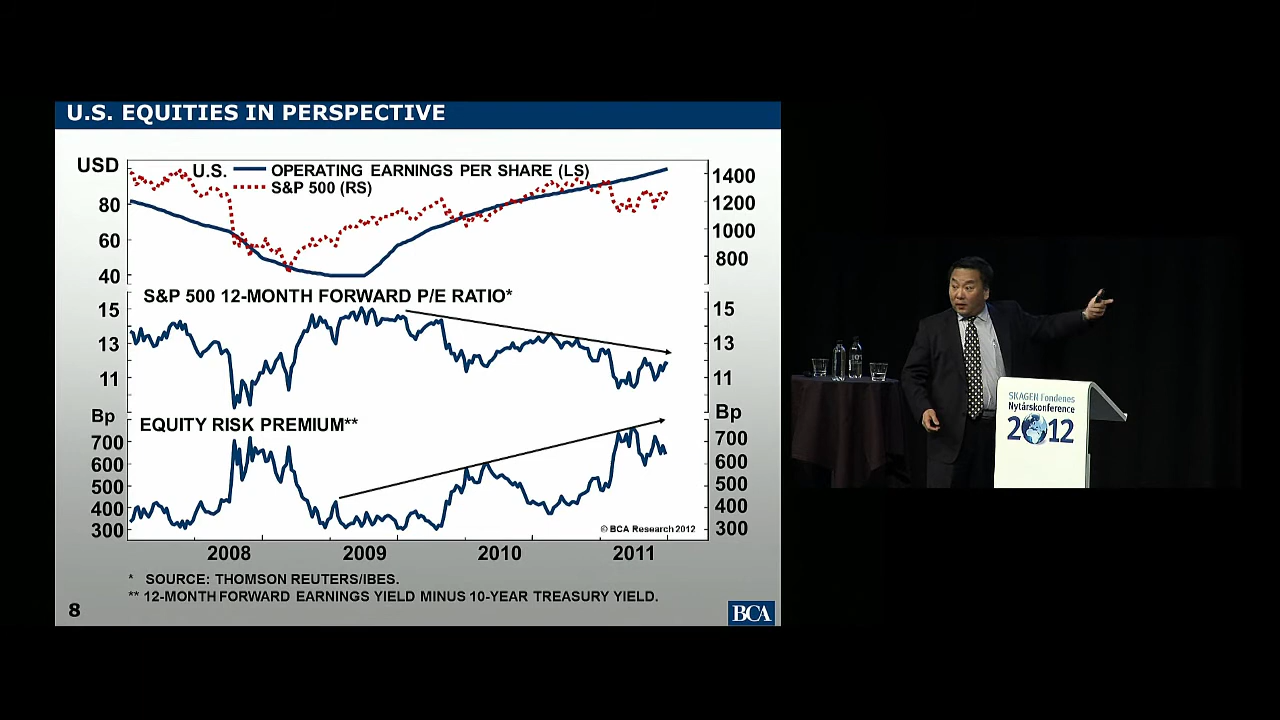 U.S. EQUITIES IN PERSPECTIVE
USD
U.S. OPERATING EARNINGS PER SHARE (LS)
S&P 500 (RS)
80
60
40
1400
1200
1000
800
S&P 500 12-MONTH FORWARD P/E RATIO*
15
13
11
15
13
11
Bp
Bp
EQUITY RISK PREMIUM**
700
600
500
400
300
700
600
500
400
300
© BCA Research 2012
2008 2009 2010 2011
* SOURCE: THOMSON REUTERS/IBES.
** 12-MONTH FORWARD EARNINGS YIELD MINUS 10-YEAR TREASURY YIELD.
8
BCA
SKAGEN Fondenes
Nytårskonference
2012